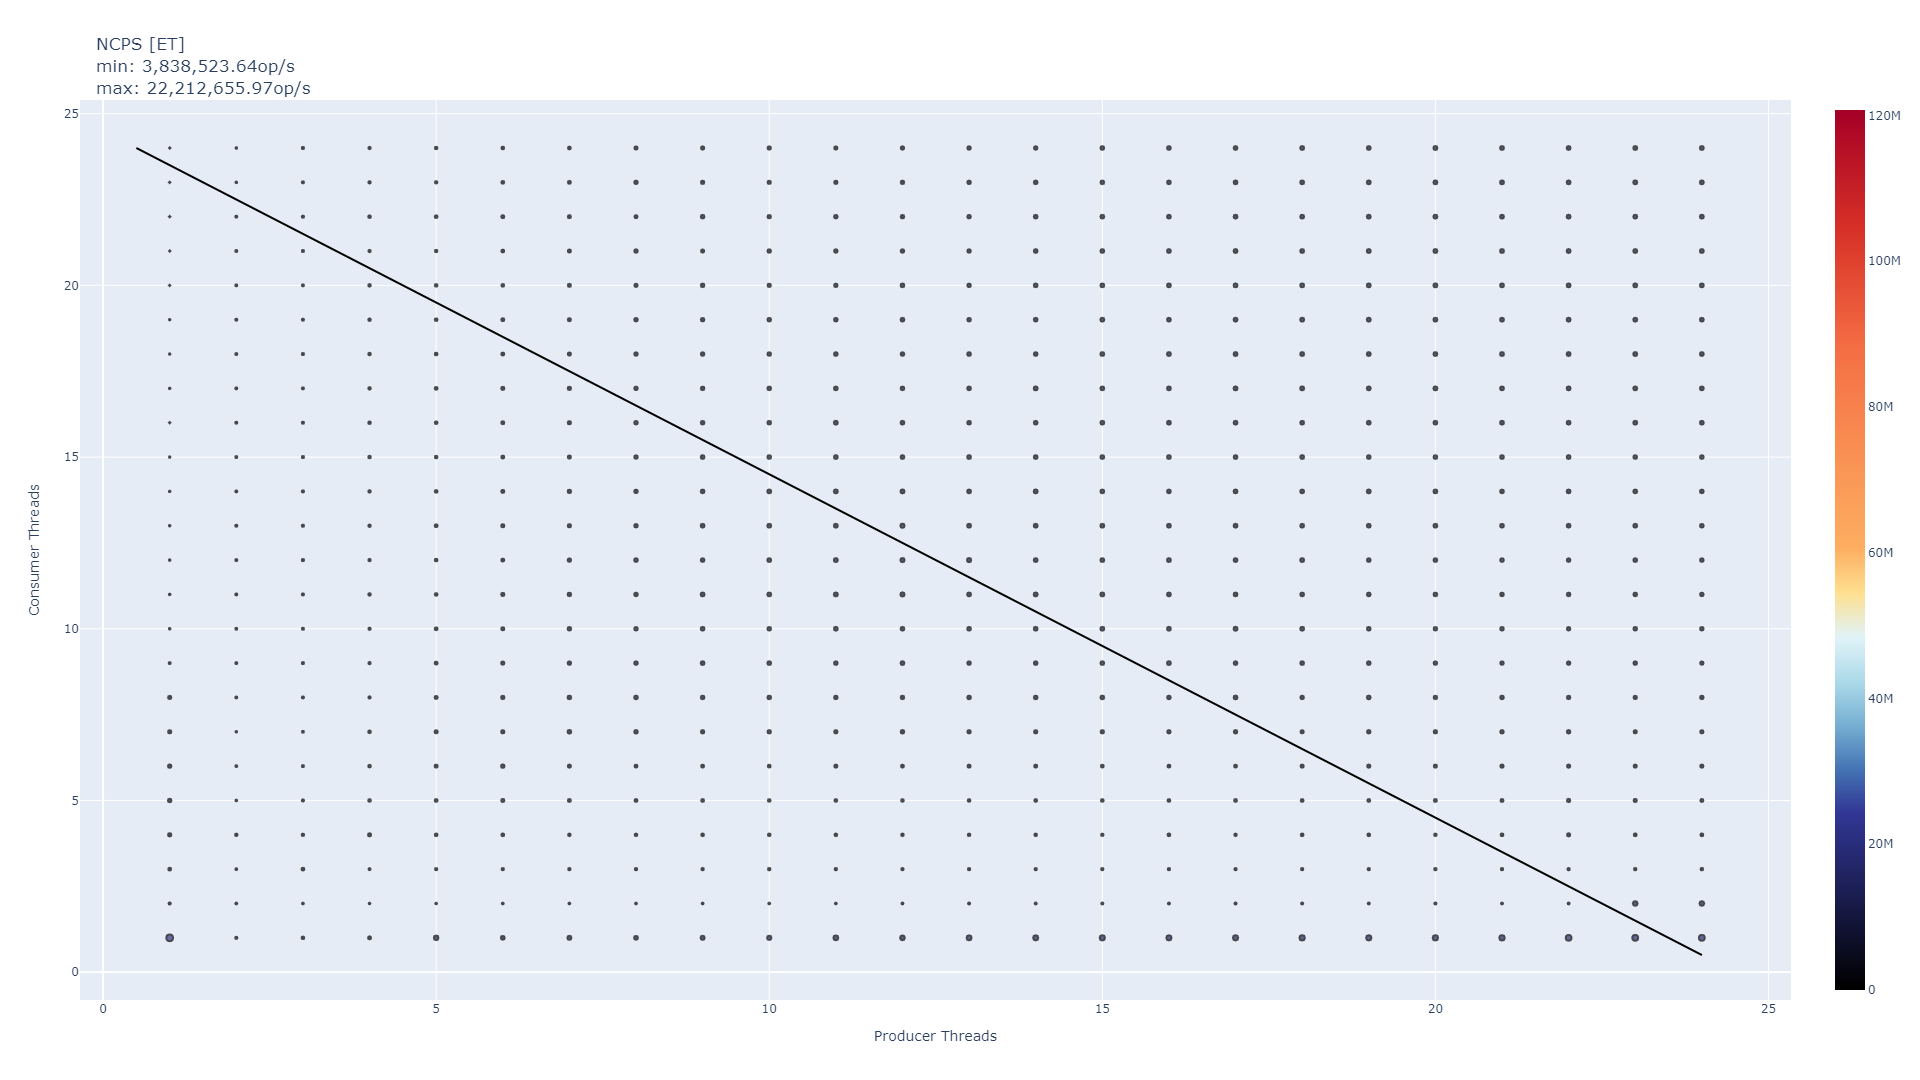 NCPS [ET]
min: 3,838,523.64op/s
max: 22,212,655.97op/s
25
20
15
10
5
0
Consumer Threads
0
5
10
15
20
25
Producer Threads
120M
100M
80M
60M
40M
20M
0